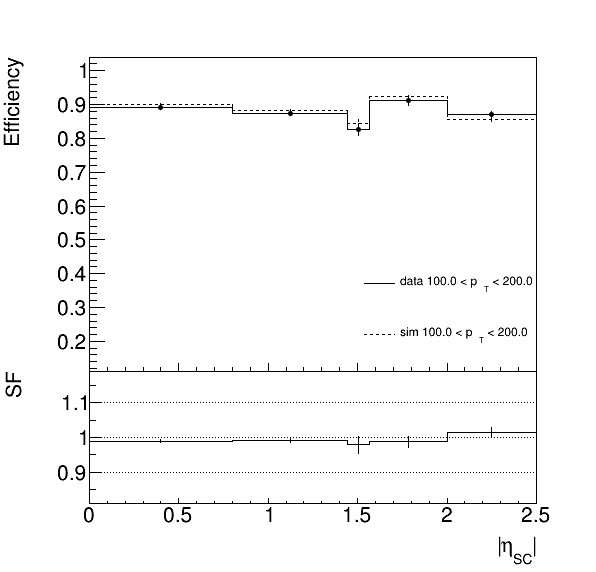 Efficiency
1
0.9
0.8
0.7
0.6
0.5
0.4
0.3
0.2
data 100.0 < p_T < 200.0
sim 100.0 < p_T < 200.0
SF
1.1
1
0.9
0 0.5 1 1.5 2 2.5
|η_SC|